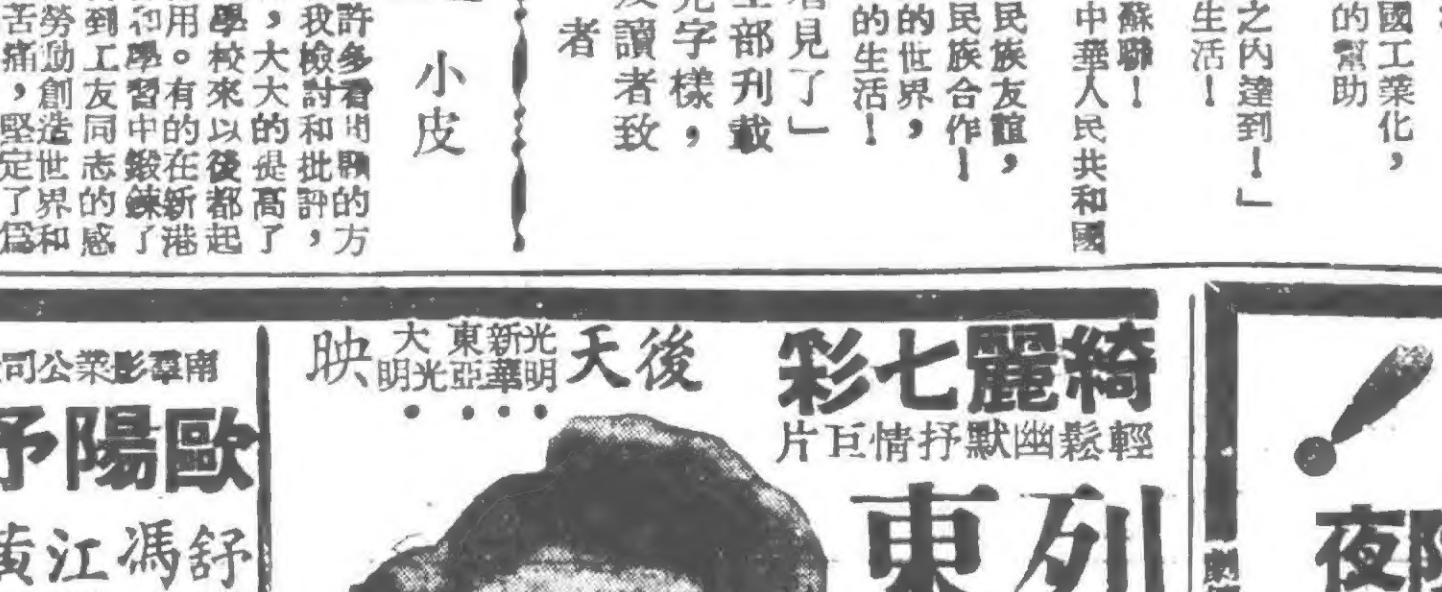 國工業化，
的幫助
之內達到！」
生活！
蘇聯！
中華人民共和國
民族友誼，
民族合作！
的世界，
的生活！
看見了」
全部刊載
字樣，
讀者致
者
小皮
許多看問題的方
我檢討和批評，
，大大的提高了
學校來以後都起
用。有的在新港
和學習中鍛鍊了
到工友同志的感
勞動創造世界和
苦痛，堅定了爲
！
夜
劇
綺麗七彩
輕鬆幽默抒情巨片
列
東
後天
光明
新華
東亞
大光明
映
南羣影業公司
歐陽予
舒馮江黃